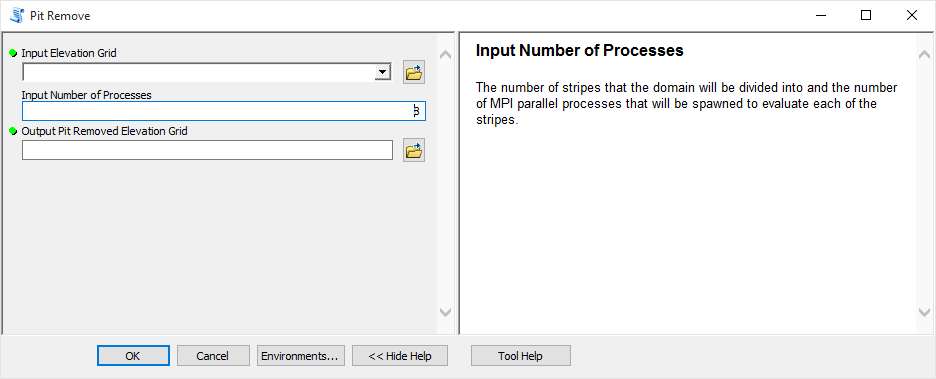 Pit Remove
Input Elevation Grid
Input Number of Processes
8
Output Pit Removed Elevation Grid
Input Number of Processes
The number of stripes that the domain will be divided into and the number
of MPI parallel processes that will be spawned to evaluate each of the
stripes.
OK
Cancel
Environments...
<< Hide Help
Tool Help